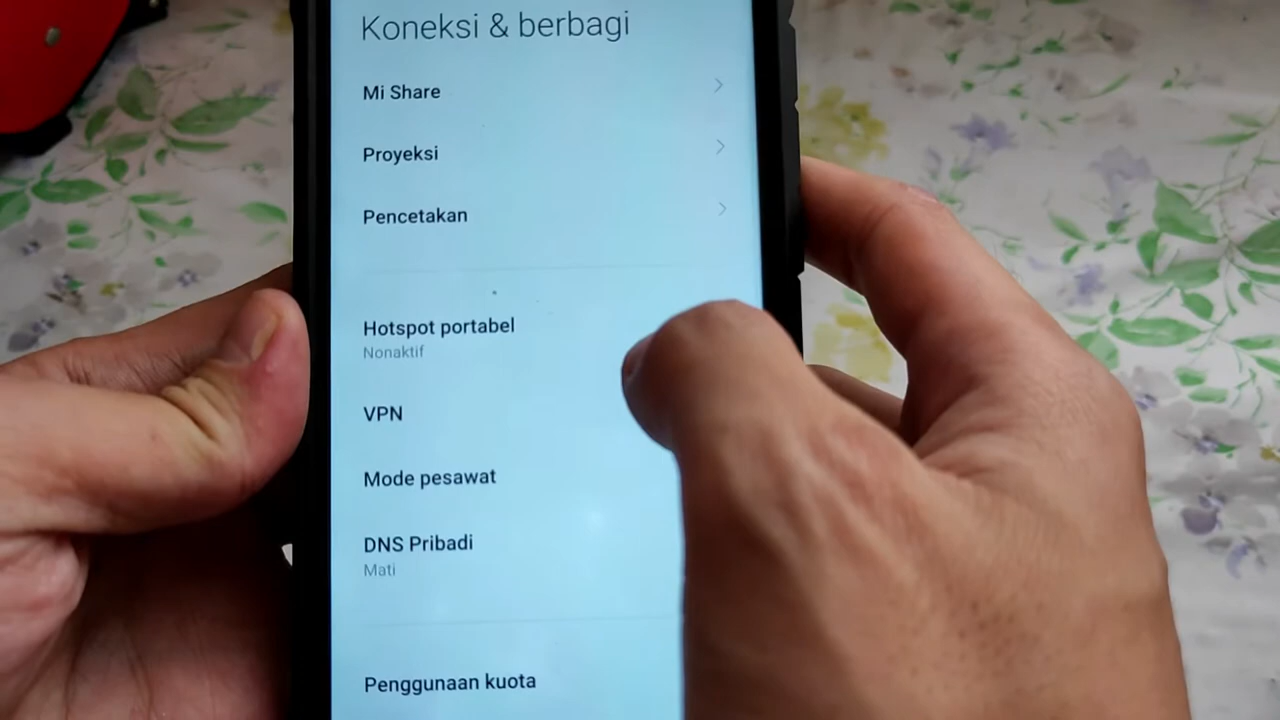 Koneksi & berbagi
Mi Share
Proyeksi
Pencetakan
Hotspot portabel
Nonaktif
VPN
Mode pesawat
DNS Pribadi
Mati
Penggunaan kuota